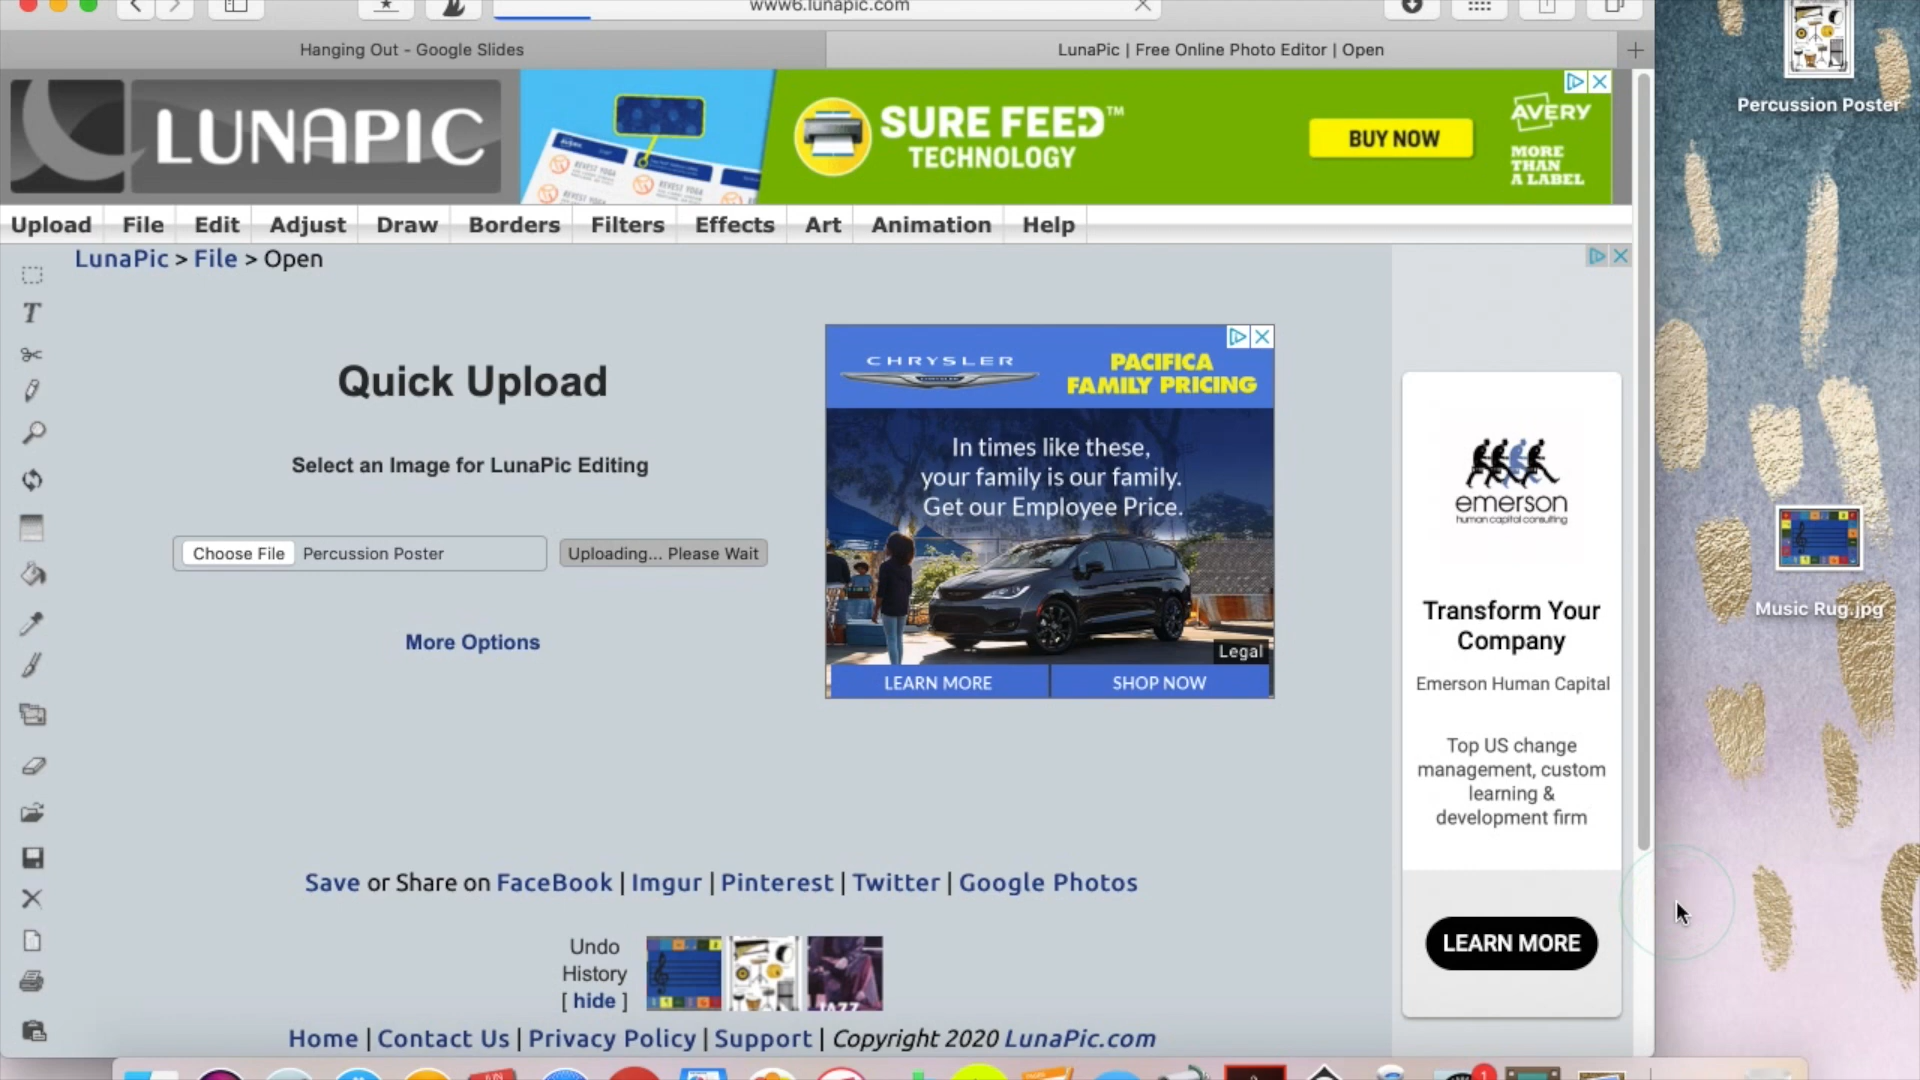 www6.lunapic.com
Hanging Out - Google Slides
LunaPic | Free Online Photo Editor | Open
LUNAPIC
SURE FEED™
TECHNOLOGY
BUY NOW
AVERY
MORE
THAN
A LABEL
Percussion Poster
Upload File Edit Adjust Draw Borders Filters Effects Art Animation Help
LunaPic > File > Open
Quick Upload
Select an Image for LunaPic Editing
Choose File Percussion Poster
Uploading... Please Wait
More Options
CHRYSLER
PACIFICA
FAMILY PRICING
In times like these,
your family is our family.
Get our Employee Price.
Legal
LEARN MORE
SHOP NOW
emerson
human capital consulting
Transform Your
Company
Emerson Human Capital
Top US change
management, custom
learning &
development firm
LEARN MORE
Music Rug.jpg
Save or Share on FaceBook | Imgur | Pinterest | Twitter | Google Photos
Undo
History
[ hide ]
JAZZ
Home | Contact Us | Privacy Policy | Support | Copyright 2020 LunaPic.com
JUN
1